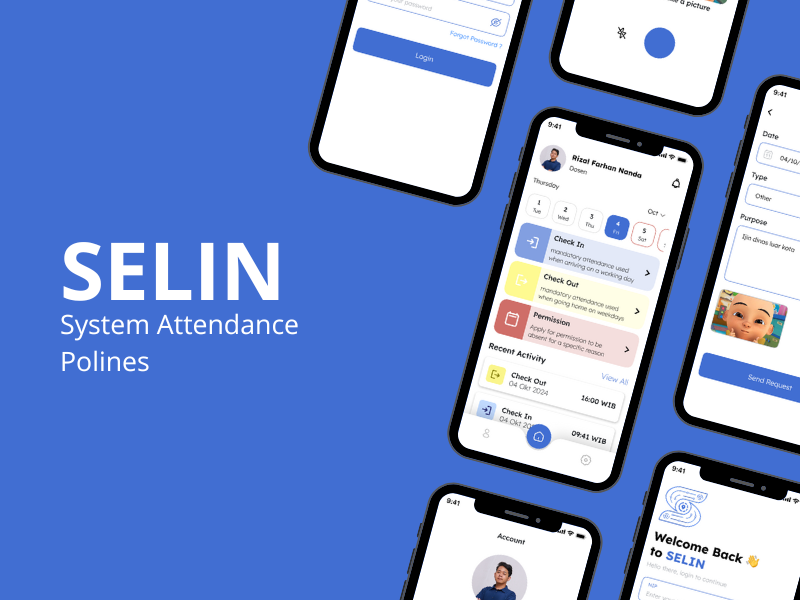 SELIN
System Attendance
Polines
your password
Forgot Password ?
Login
a picture
9:41
Rizal Farhan Nanda
Dosen
Thursday
Oct
1 2 3 4 5
Tue Wed Thu Fri Sat
Check In
mandatory attendance used
when arriving on a working day
Check Out
mandatory attendance used
when going home on weekdays
Permission
Apply for permission to be
absent for a specific reason
Recent Activity
View All
Check Out
04 Okt 2024
16:00 WIB
Check In
04 Okt 20
09:41 WIB
9:41
Date
04/10/
Type
Other
Purpose
Ijin dinas luar kota
Send Request
9:41
Account
9:41
Welcome Back 👋
to SELIN
Hello there, login to continue
NIP
Enter your